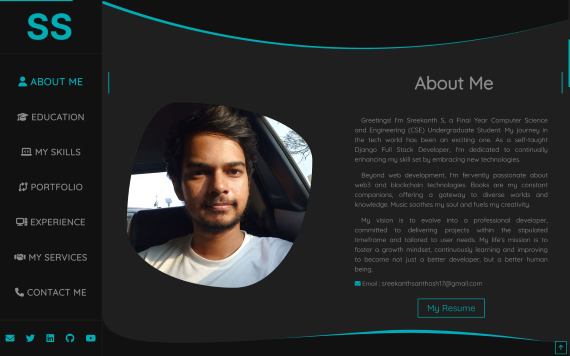 SS
ABOUT ME
EDUCATION
MY SKILLS
PORTFOLIO
EXPERIENCE
MY SERVICES
CONTACT ME
About Me
Greetings! I'm Sreekanth S, a Final Year Computer Science
and Engineering (CSE) Undergraduate Student. My journey in
the tech world has been an exciting one. As a self-taught
Django Full Stack Developer, I'm dedicated to continually
enhancing my skill set by embracing new technologies.
Beyond web development, I'm fervently passionate about
web3 and blockchain technologies. Books are my constant
companions, offering a gateway to diverse worlds and
knowledge. Music soothes my soul and fuels my creativity.
My vision is to evolve into a professional developer,
committed to delivering projects within the stipulated
timeframe and tailored to user needs. My life's mission is to
foster a growth mindset, continuously learning and improving
to become not just a better developer, but a better human
being.
Email : sreekanthsanthosh17@gmail.com
My Resume